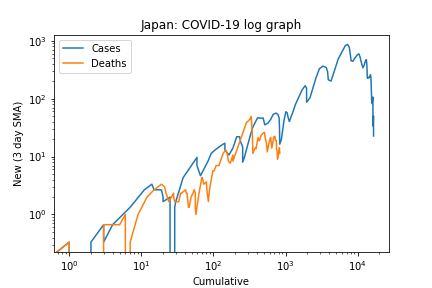 Japan: COVID-19 log graph
Cases
Deaths
New (3 day SMA)
10³
10²
10¹
10⁰
10⁰ 10¹ 10² 10³ 10⁴
Cumulative